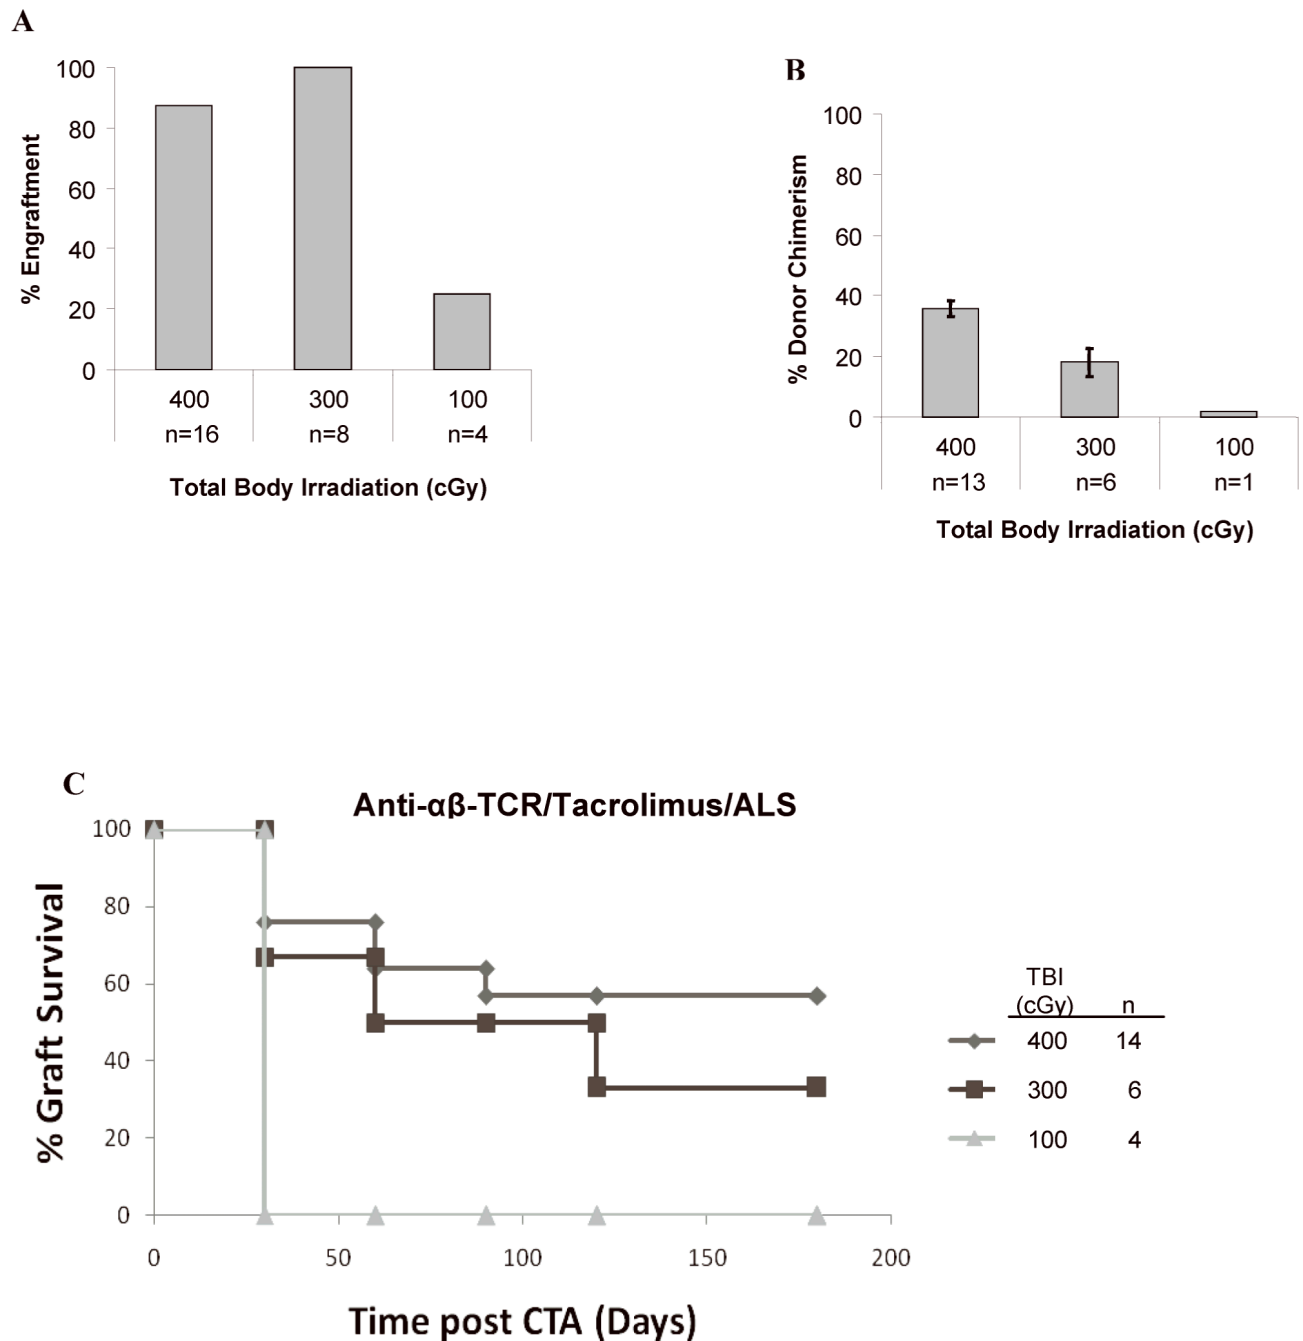 A
% Engraftment
100
80
60
40
20
0
400 300 100
n=16 n=8 n=4
Total Body Irradiation (cGy)
B
% Donor Chimerism
100
80
60
40
20
0
400 300 100
n=13 n=6 n=1
Total Body Irradiation (cGy)
C
Anti-αβ-TCR/Tacrolimus/ALS
% Graft Survival
100
80
60
40
20
0
0 50 100 150 200
Time post CTA (Days)
TBI
(cGy) n
400 14
300 6
100 4